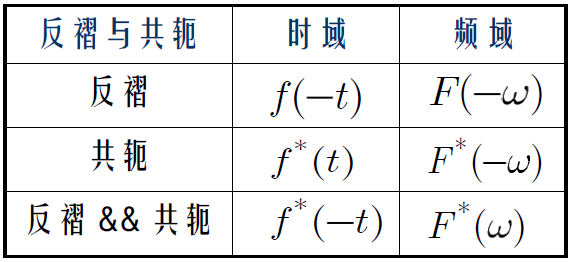 反褶与共轭 时域 频域
反褶 f(−t) F(−ω)
共轭 f*(t) F*(−ω)
反褶 && 共轭 f*(−t) F*(ω)